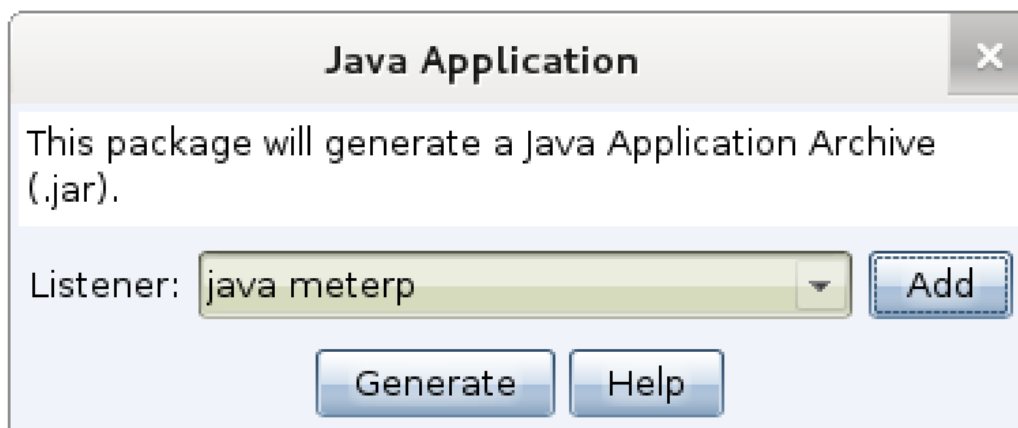 Java Application
This package will generate a Java Application Archive
(.jar).
Listener: java meterp Add
Generate Help